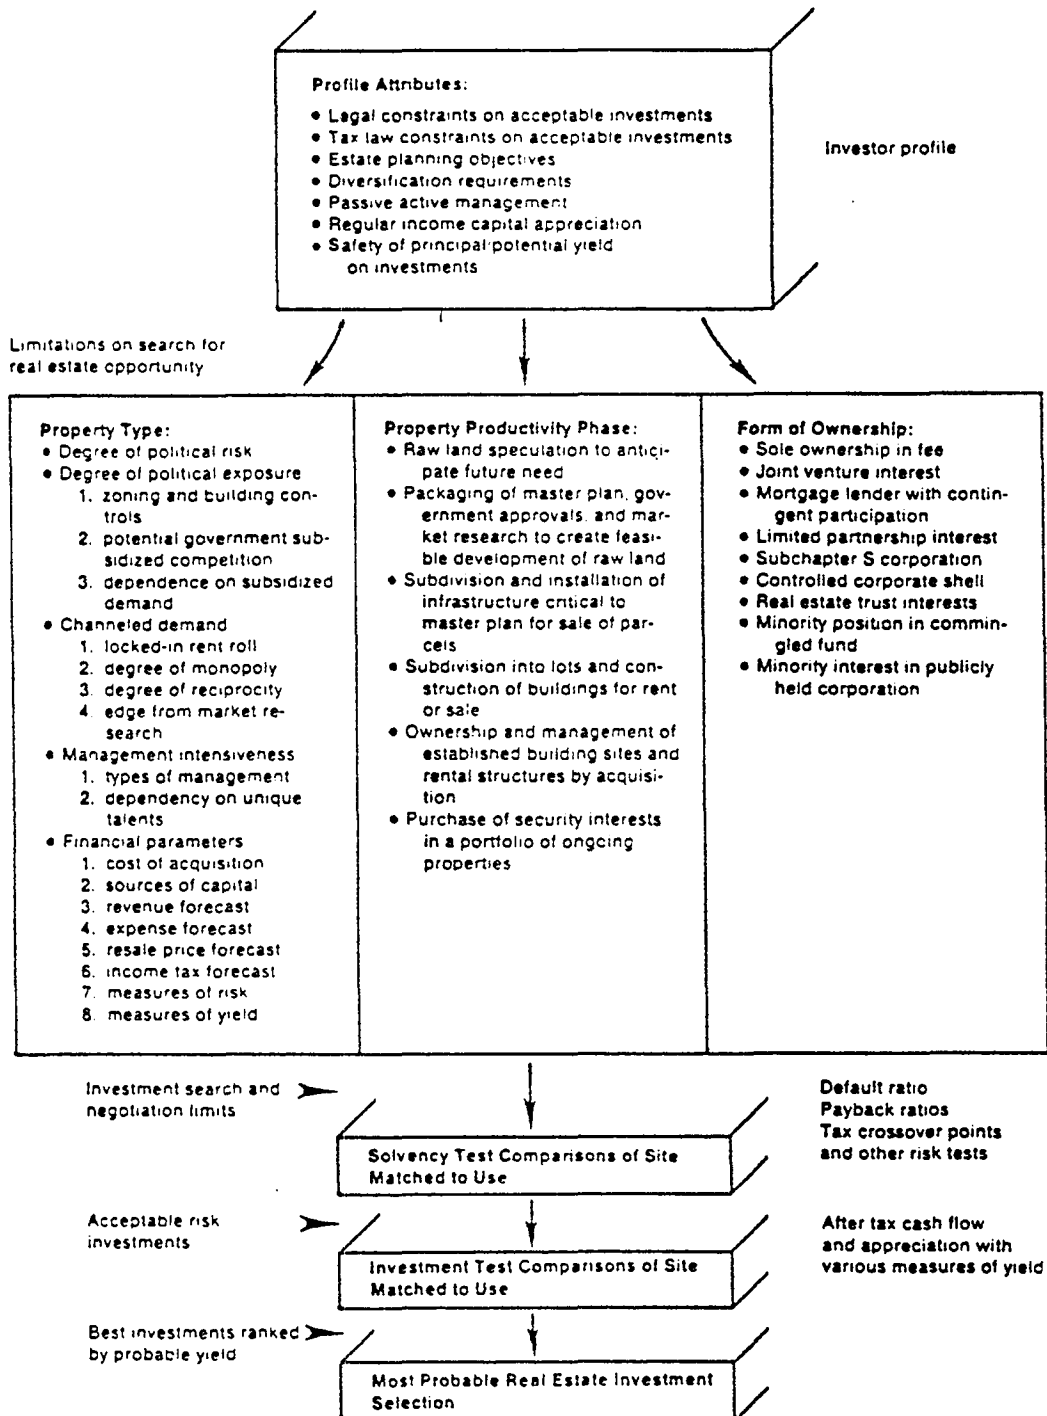 Profile Attributes:
• Legal constraints on acceptable investments
• Tax law constraints on acceptable investments
• Estate planning objectives
• Diversification requirements
• Passive active management
• Regular income capital appreciation
• Safety of principal potential yield
on investments
Investor profile
Limitations on search for
real estate opportunity
Property Type:
• Degree of political risk
• Degree of political exposure
1. zoning and building con-
trols
2. potential government sub-
sidized competition
3. dependence on subsidized
demand
• Channeled demand
1. locked-in rent roll
2. degree of monopoly
3. degree of reciprocity
4. edge from market re-
search
• Management intensiveness
1. types of management
2. dependency on unique
talents
• Financial parameters
1. cost of acquisition
2. sources of capital
3. revenue forecast
4. expense forecast
5. resale price forecast
6. income tax forecast
7. measures of risk
8. measures of yield
Property Productivity Phase:
• Raw land speculation to antici-
pate future need
• Packaging of master plan, gov-
ernment approvals, and mar-
ket research to create feas-
ible development of raw land
• Subdivision and installation of
infrastructure critical to
master plan for sale of par-
cels
• Subdivision into lots and con-
struction of buildings for rent
or sale
• Ownership and management of
established building sites and
rental structures by acquisi-
tion
• Purchase of security interests
in a portfolio of ongoing
properties
Form of Ownership:
• Sole ownership in fee
• Joint venture interest
• Mortgage lender with contin-
gent participation
• Limited partnership interest
• Subchapter S corporation
• Controlled corporate shell
• Real estate trust interests
• Minority position in commin-
gled fund
• Minority interest in publicly
held corporation
Investment search and
negotiation limits
Default ratio
Payback ratios
Tax crossover points
and other risk tests
Solvency Test Comparisons of Site
Matched to Use
Acceptable risk
investments
After tax cash flow
and appreciation with
various measures of yield
Investment Test Comparisons of Site
Matched to Use
Best investments ranked
by probable yield
Most Probable Real Estate Investment
Selection